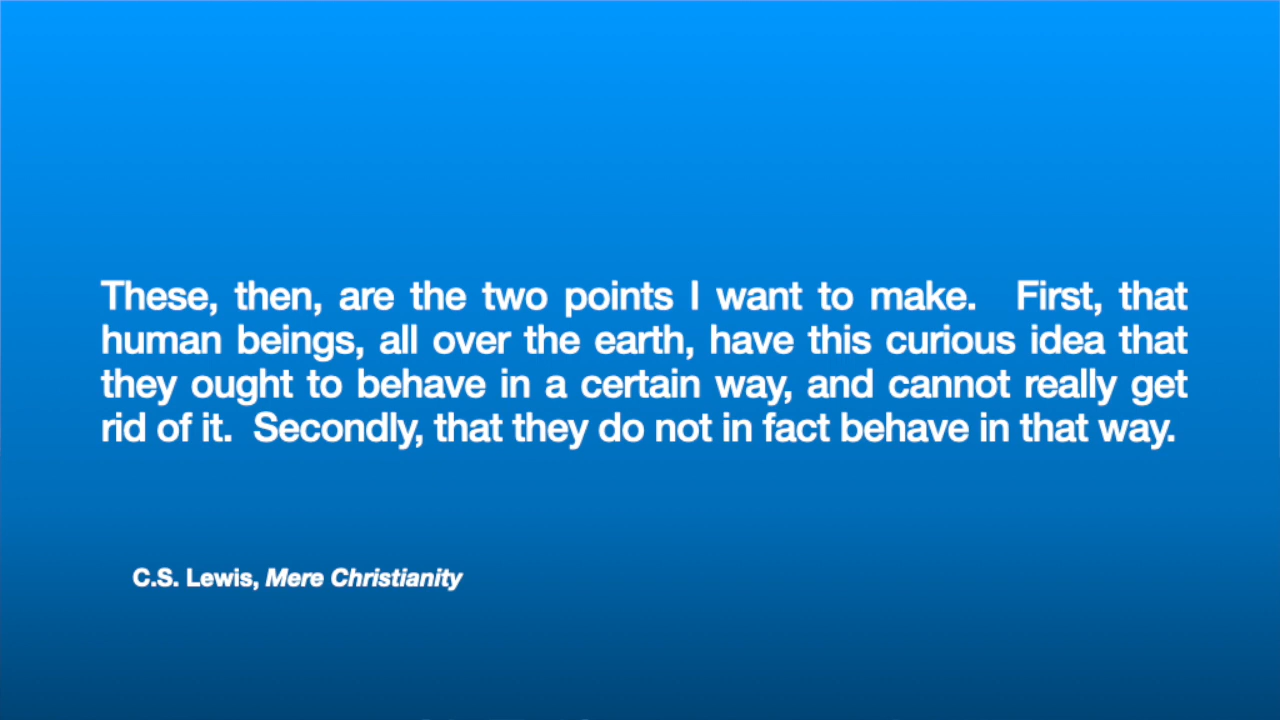 These, then, are the two points I want to make.  First, that
human beings, all over the earth, have this curious idea that
they ought to behave in a certain way, and cannot really get
rid of it.  Secondly, that they do not in fact behave in that way.
C.S. Lewis, Mere Christianity